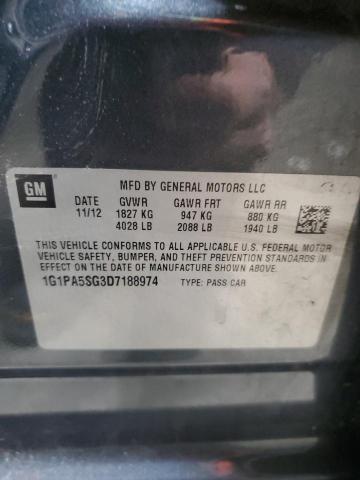 GM
MFD BY GENERAL MOTORS LLC
DATE GVWR GAWR FRT GAWR RR
11/12 1827 KG 947 KG 880 KG
4028 LB 2088 LB 1940 LB
THIS VEHICLE CONFORMS TO ALL APPLICABLE U.S. FEDERAL MOTOR
VEHICLE SAFETY, BUMPER, AND THEFT PREVENTION STANDARDS IN
EFFECT ON THE DATE OF MANUFACTURE SHOWN ABOVE.
1G1PA5SG3D7188974 TYPE: PASS CAR